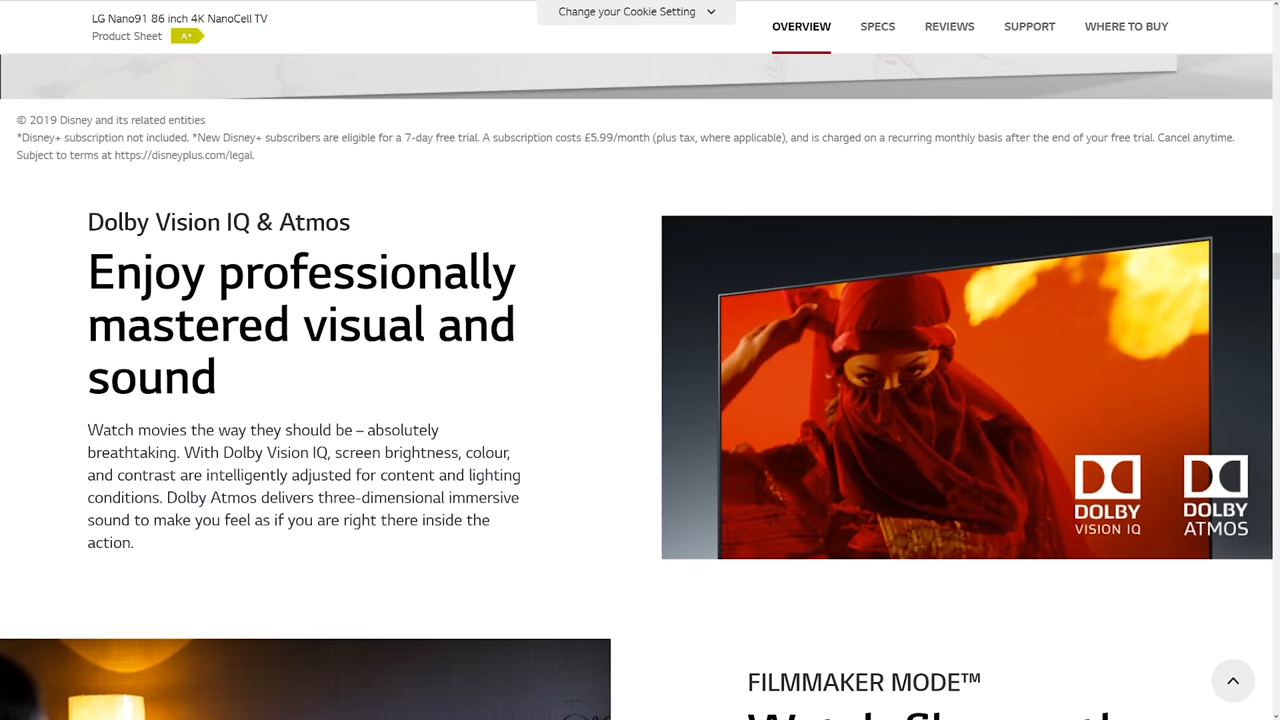 LG Nano91 86 inch 4K NanoCell TV
Product Sheet A+
Change your Cookie Setting
OVERVIEW SPECS REVIEWS SUPPORT WHERE TO BUY
© 2019 Disney and its related entities
*Disney+ subscription not included. *New Disney+ subscribers are eligible for a 7-day free trial. A subscription costs £5.99/month (plus tax, where applicable), and is charged on a recurring monthly basis after the end of your free trial. Cancel anytime.
Subject to terms at https://disneyplus.com/legal.
Dolby Vision IQ & Atmos
Enjoy professionally
mastered visual and
sound
Watch movies the way they should be – absolutely
breathtaking. With Dolby Vision IQ, screen brightness, colour,
and contrast are intelligently adjusted for content and lighting
conditions. Dolby Atmos delivers three-dimensional immersive
sound to make you feel as if you are right there inside the
action.
DOLBY
VISION IQ
DOLBY
ATMOS
FILMMAKER MODE™